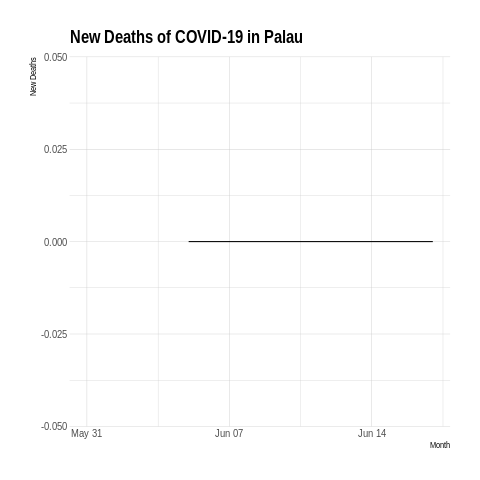 New Deaths of COVID-19 in Palau
New Deaths
0.050
0.025
0.000
-0.025
-0.050
May 31 Jun 07 Jun 14
Month